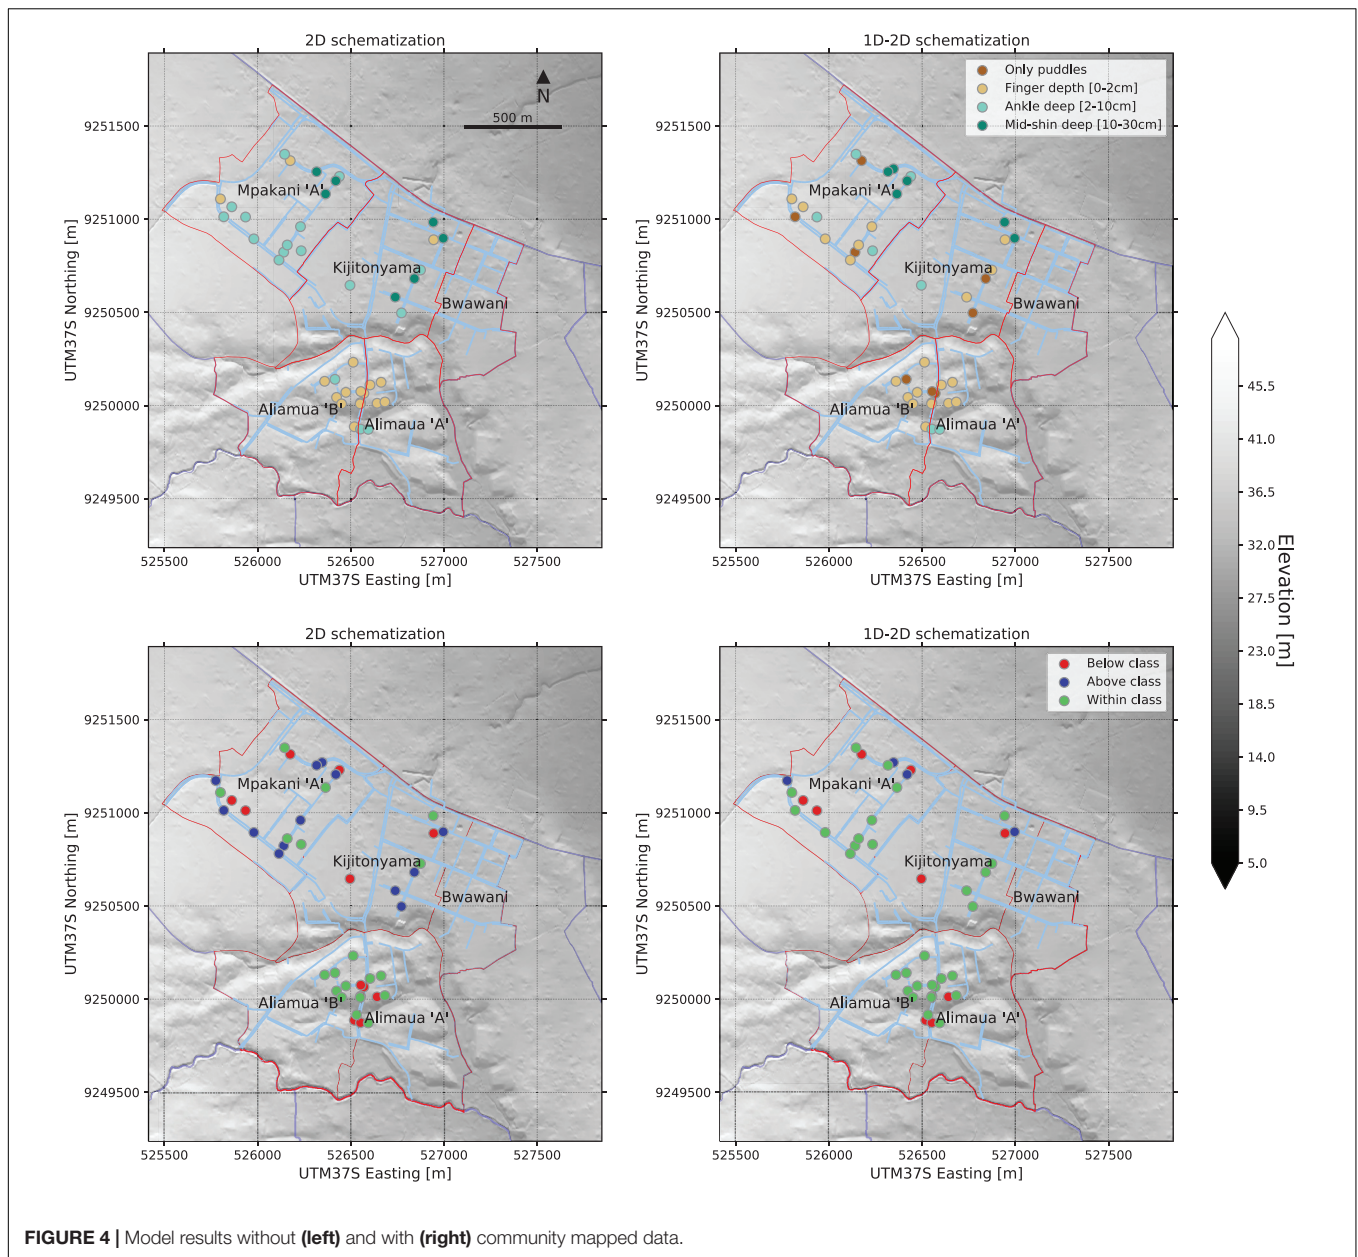 2D schematization
1D-2D schematization
N
500 m
Only puddles
Finger depth [0-2cm]
Ankle deep [2-10cm]
Mid-shin deep [10-30cm]
9251500
9251000
9250500
9250000
9249500
UTM37S Northing [m]
Mpakani 'A'
Kijitonyama
Bwawani
Aliamua 'B'
Alimaua 'A'
525500 526000 526500 527000 527500
UTM37S Easting [m]
9251500
9251000
9250500
9250000
9249500
UTM37S Northing [m]
Mpakani 'A'
Kijitonyama
Bwawani
Aliamua 'B'
Alimaua 'A'
525500 526000 526500 527000 527500
UTM37S Easting [m]
45.5
41.0
36.5
32.0
27.5
23.0
18.5
14.0
9.5
5.0
Elevation [m]
2D schematization
1D-2D schematization
Below class
Above class
Within class
9251500
9251000
9250500
9250000
9249500
UTM37S Northing [m]
Mpakani 'A'
Kijitonyama
Bwawani
Aliamua 'B'
Alimaua 'A'
525500 526000 526500 527000 527500
UTM37S Easting [m]
9251500
9251000
9250500
9250000
9249500
UTM37S Northing [m]
Mpakani 'A'
Kijitonyama
Bwawani
Aliamua 'B'
Alimaua 'A'
525500 526000 526500 527000 527500
UTM37S Easting [m]
FIGURE 4 | Model results without (left) and with (right) community mapped data.